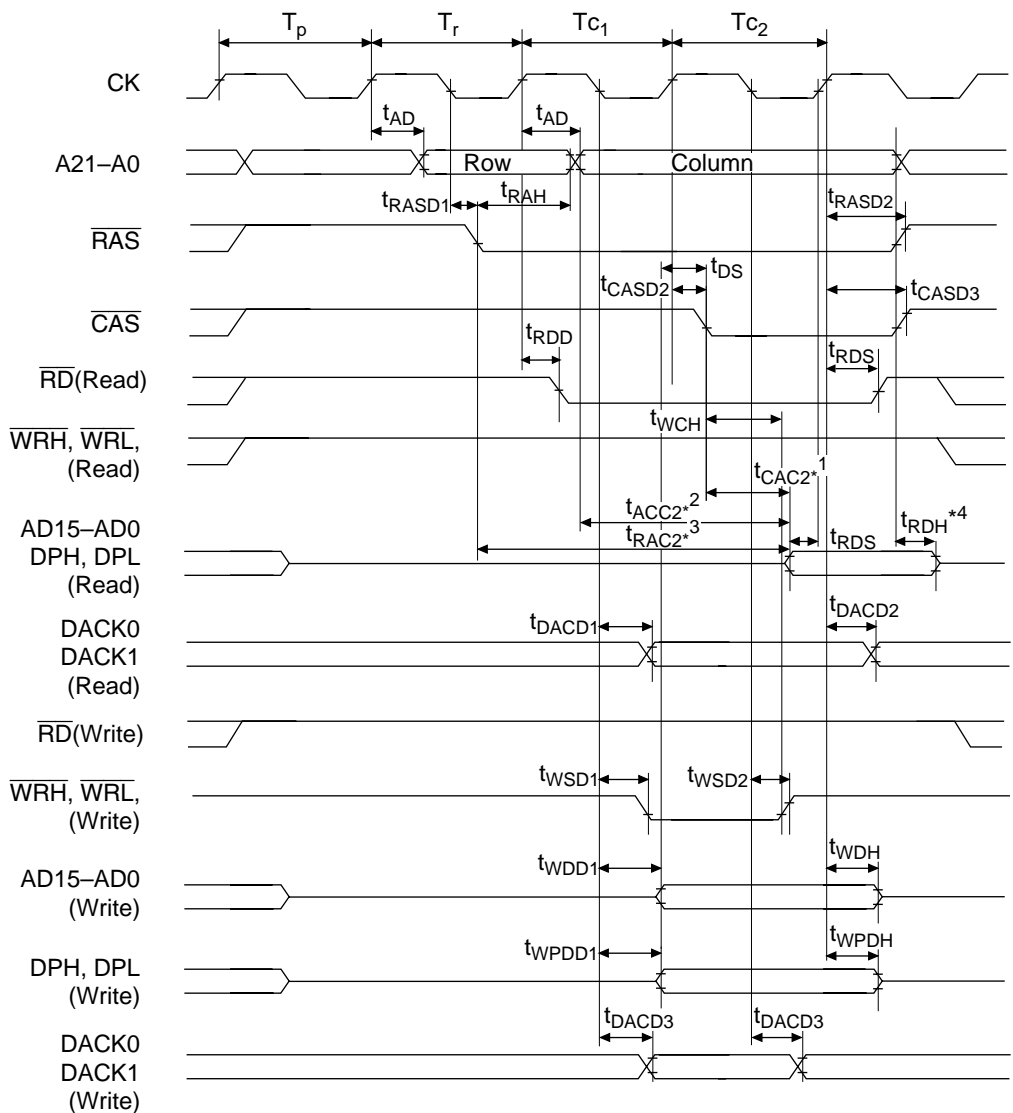 Tp Tr Tc1 Tc2
CK
tAD tAD
A21–A0 Row Column
tRASD1 tRAH tRASD2
RAS
tDS
tCASD2 tCASD3
CAS
tRDD tRDS
RD(Read)
tWCH
WRH, WRL,
(Read)
tCAC2*1
tACC2*2
tRAC2*3 tRDS tRDH*4
AD15–AD0
DPH, DPL
(Read)
tDACD1 tDACD2
DACK0
DACK1
(Read)
RD(Write)
tWSD1 tWSD2
WRH, WRL,
(Write)
tWDD1 tWDH
AD15–AD0
(Write)
tWPDD1 tWPDH
DPH, DPL
(Write)
tDACD3 tDACD3
DACK0
DACK1
(Write)